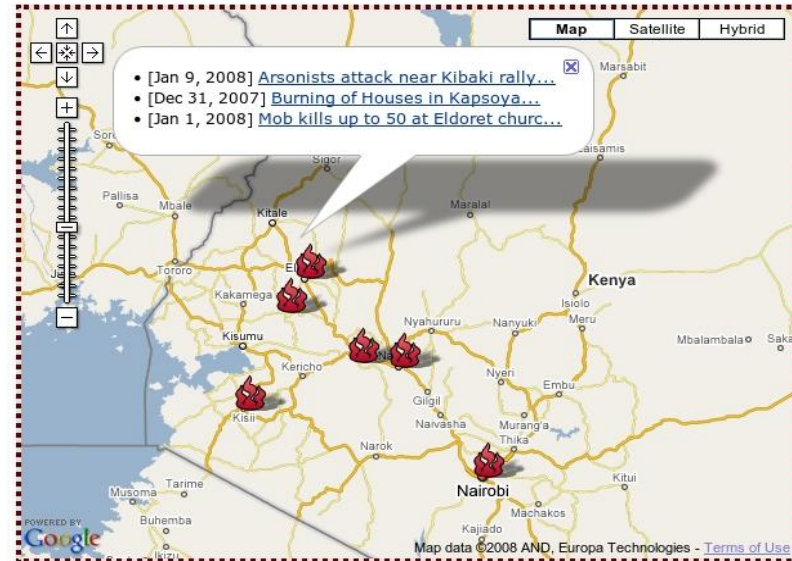 Map
Satellite
Hybrid
• [Jan 9, 2008] Arsonists attack near Kibaki rally...
• [Dec 31, 2007] Burning of Houses in Kapsoya...
• [Jan 1, 2008] Mob kills up to 50 at Eldoret churc...
Marsabit
Laisamis
Sigor
Pallisa
Mbale
Kitale
Maralal
Tororo
Kenya
Kakamega
Isiolo
Nyahururu
Nanyuki
Meru
Kisumu
Mbalambala
Saka
Kericho
Nyeri
Embu
Gilgil
Kisii
Naivasha
Murang'a
Thika
Narok
Kitui
Nairobi
Tarime
Musoma
Machakos
Buhemba
Kajiado
POWERED BY
Google
Ikizu
Map data ©2008 AND, Europa Technologies - Terms of Use